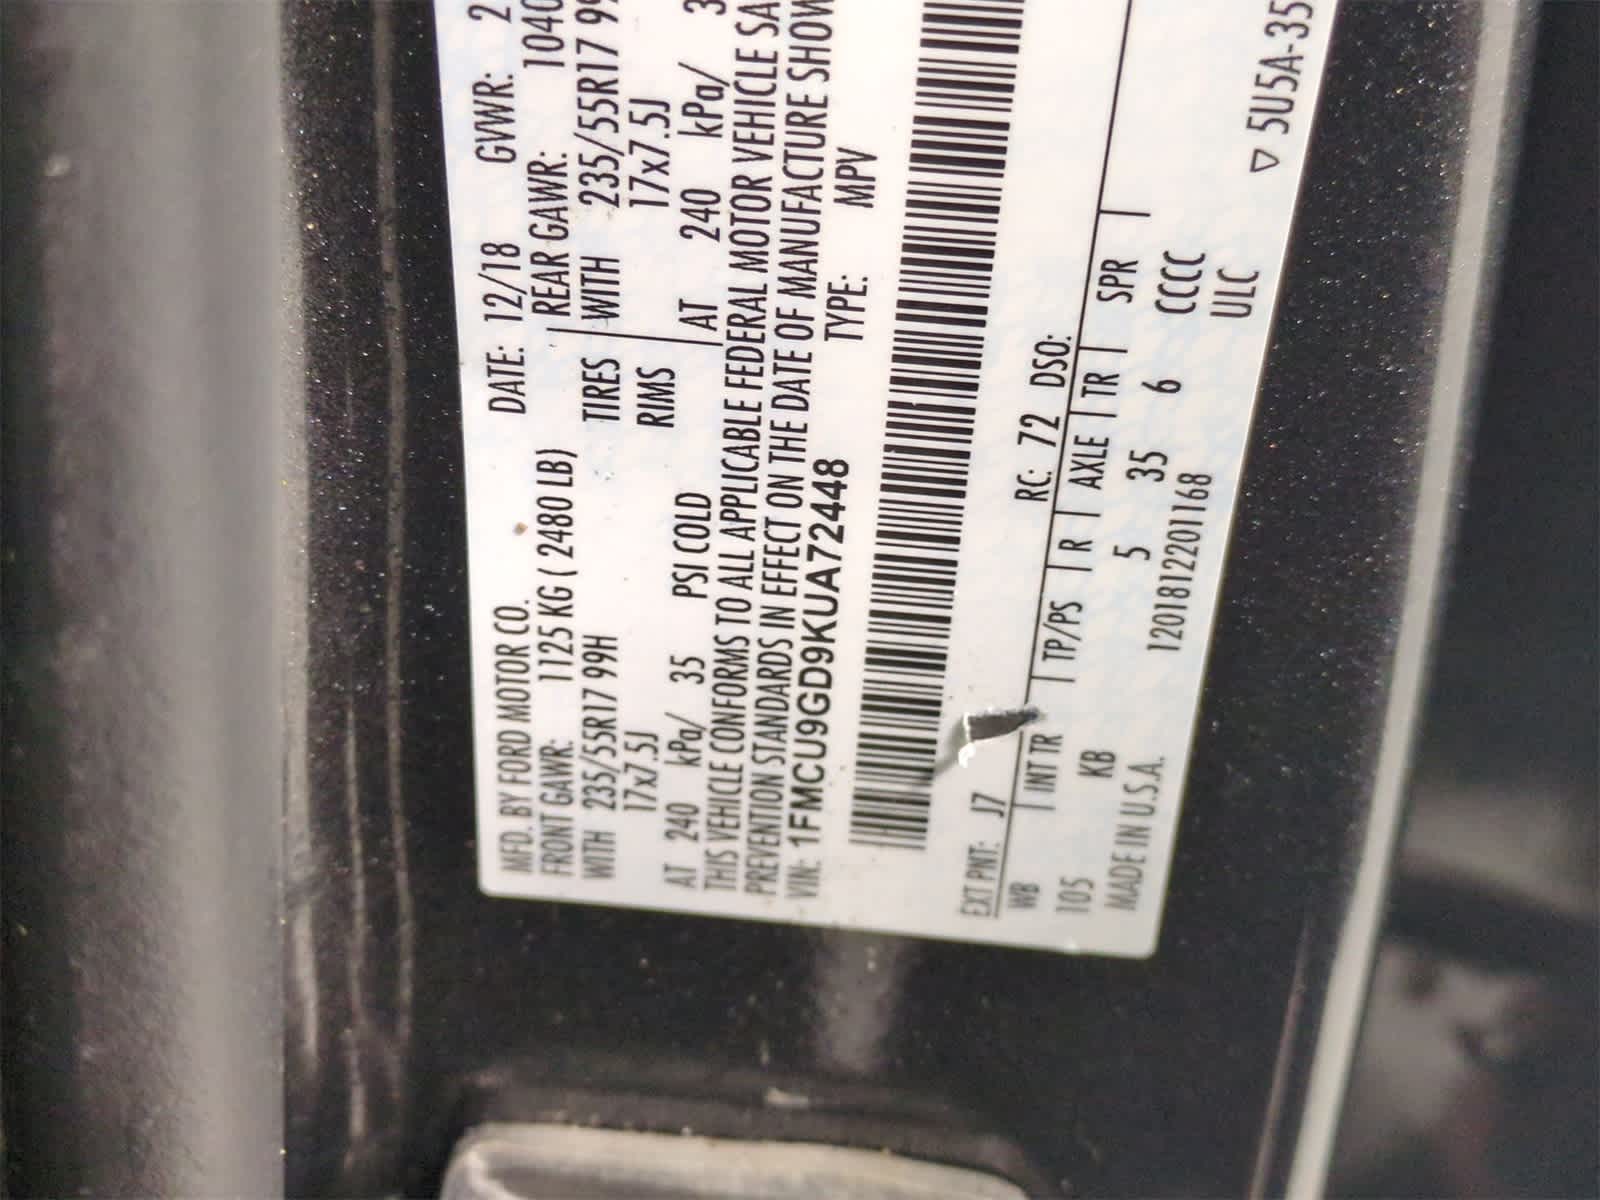 MFD. BY FORD MOTOR CO. DATE: 12/18 GVWR: 2
FRONT GAWR: 1125 KG ( 2480 LB) REAR GAWR: 1040
WITH 235/55R17 99H TIRES WITH 235/55R17 99
17x7.5J RIMS 17x7.5J
AT 240 kPa/ 35 PSI COLD AT 240 kPa/ 3
THIS VEHICLE CONFORMS TO ALL APPLICABLE FEDERAL MOTOR VEHICLE SA
PREVENTION STANDARDS IN EFFECT ON THE DATE OF MANUFACTURE SHOW
VIN: 1FMCU9GD9KUA72448 TYPE: MPV
EXT PNT: J7 RC: 72 DSO:
WB INT TR TP/PS R AXLE TR SPR
105 KB 5 35 6 CCCC
MADE IN U.S.A. 12018122201168 ULC
▽ 5U5A-35